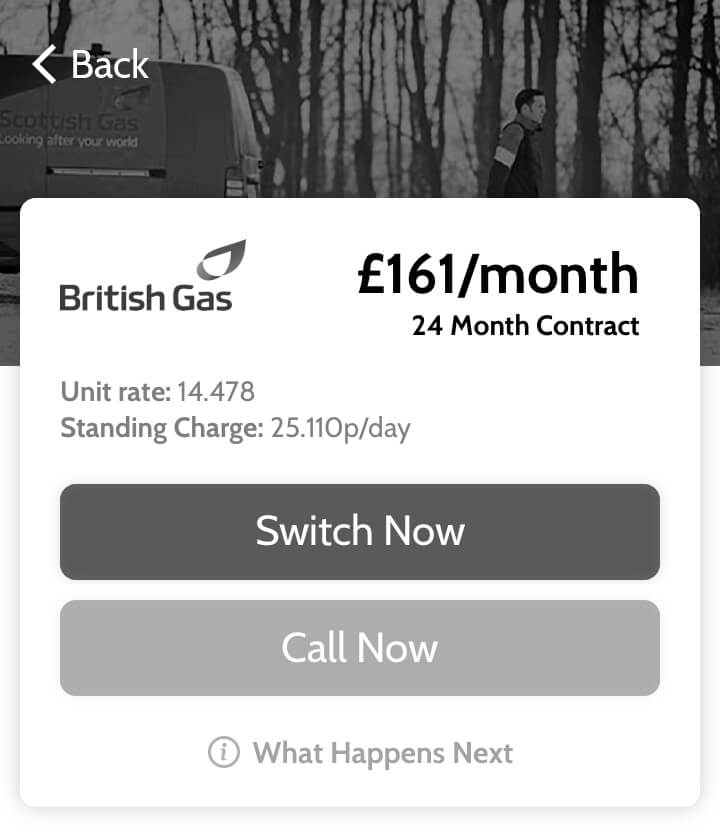 Back
Scottish Gas
Looking after your world
British Gas
£161/month
24 Month Contract
Unit rate: 14.478
Standing Charge: 25.110p/day
Switch Now
Call Now
What Happens Next